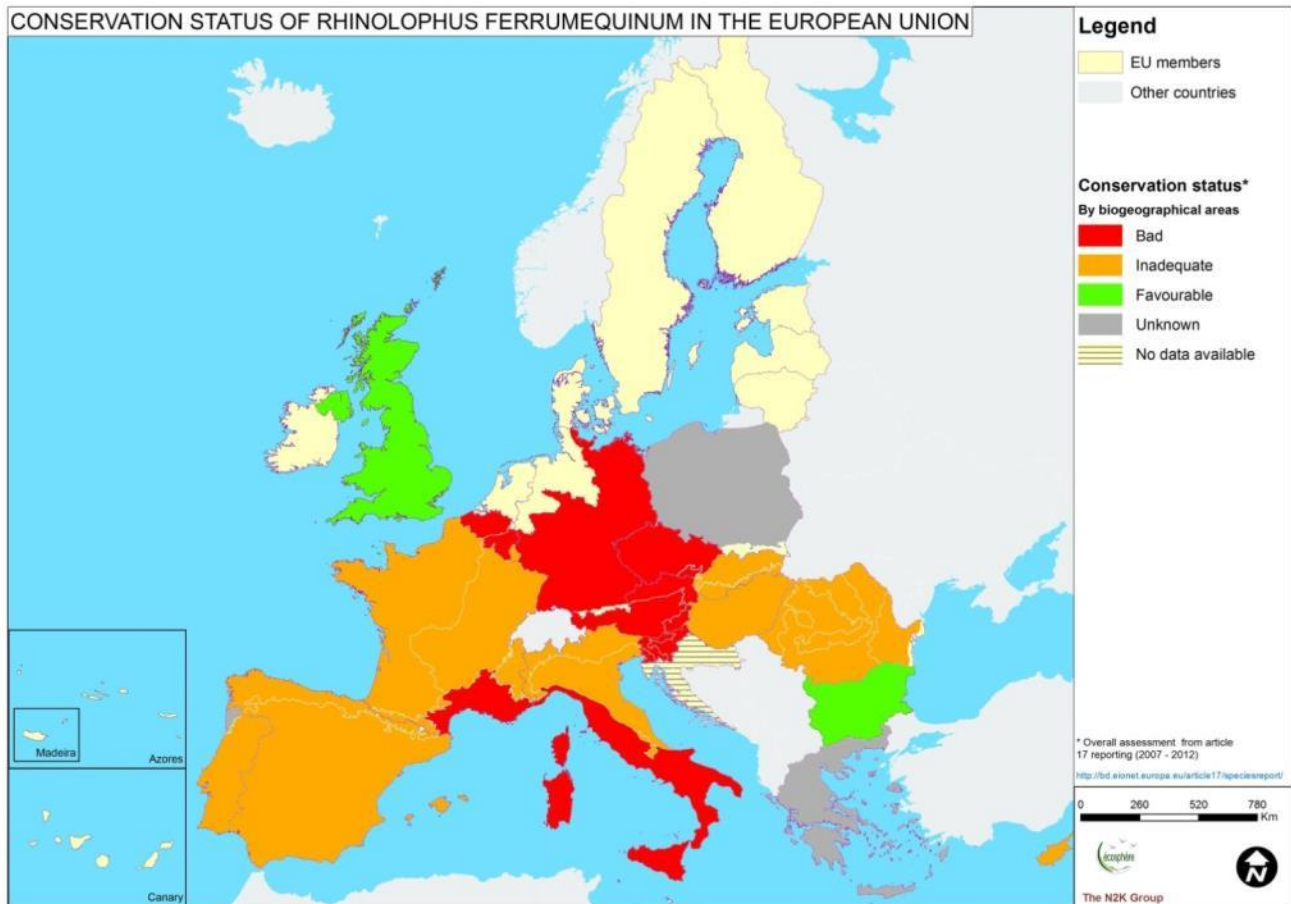 CONSERVATION STATUS OF RHINOLOPHUS FERRUMEQUINUM IN THE EUROPEAN UNION
Legend
EU members
Other countries
Conservation status*
By biogeographical areas
Bad
Inadequate
Favourable
Unknown
No data available
Madeira
Azores
Canary
* Overall assessment from article
17 reporting (2007 - 2012)
http://bd.eionet.europa.eu/article17/speciesreport/
0 260 520 780
Km
écosphère
N
The N2K Group